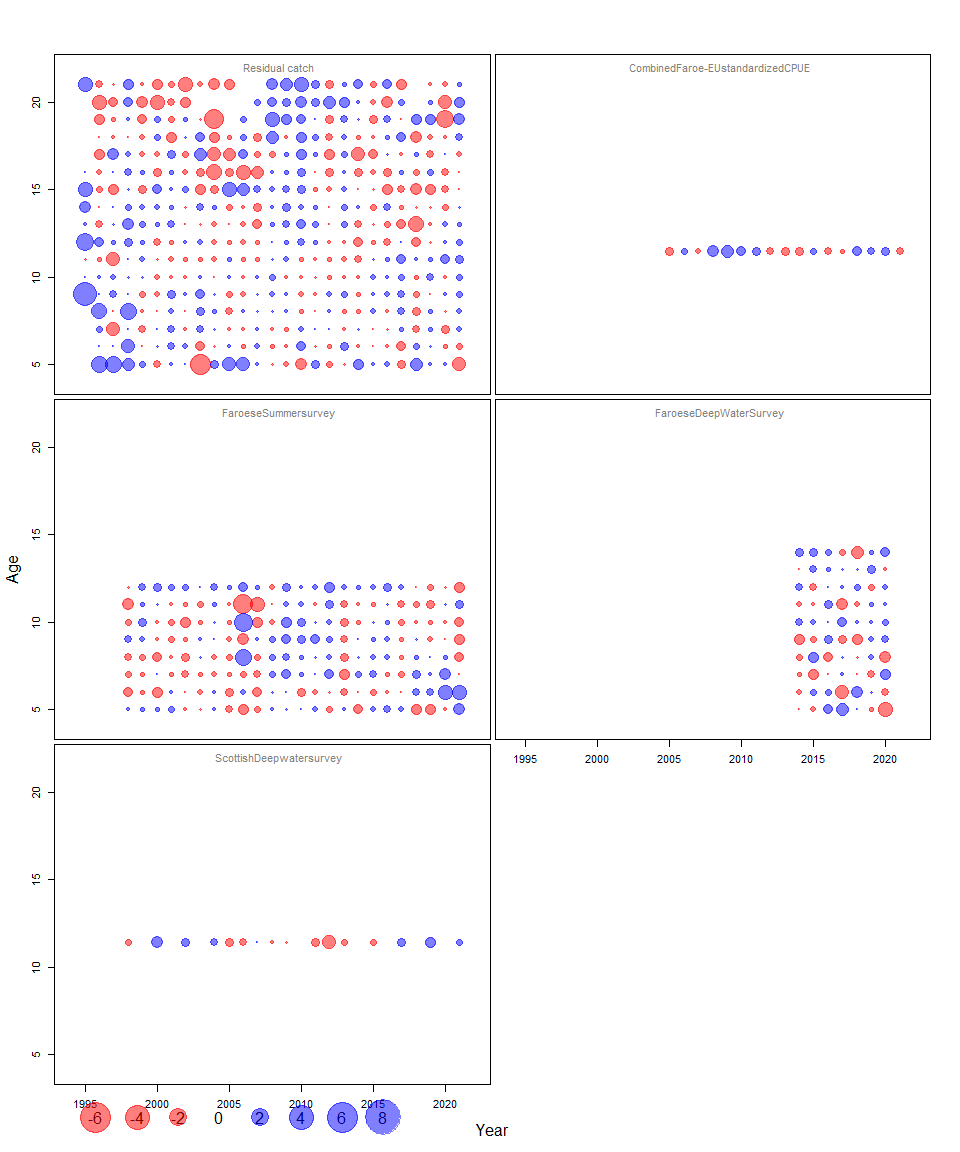 Residual catch
CombinedFaroe-EUstandardizedCPUE
20
15
10
5
FaroeseSummersurvey
FaroeseDeepWaterSurvey
20
15
10
5
Age
1995 2000 2005 2010 2015 2020
ScottishDeepwatersurvey
20
15
10
5
1995 2000 2005 2010 2015 2020
-6 -4 -2 0 2 4 6 8
Year